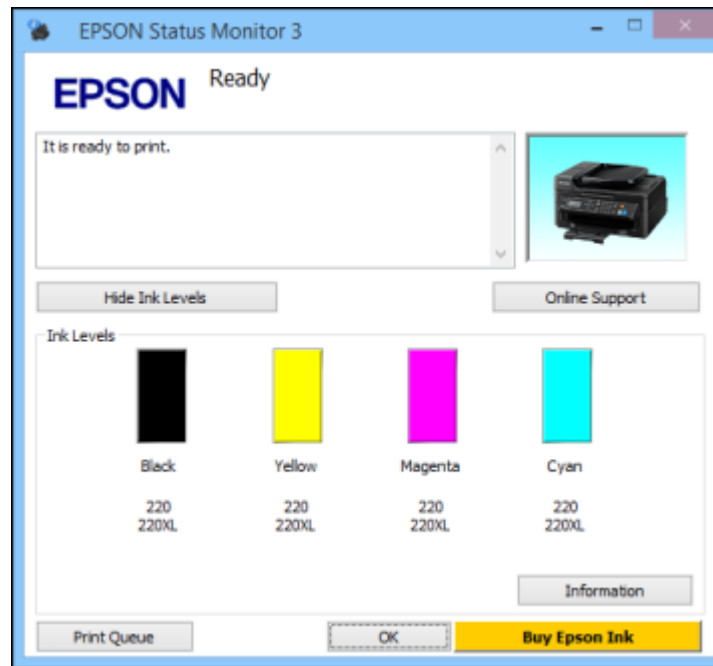 EPSON Status Monitor 3
EPSON
Ready
It is ready to print.
Hide Ink Levels
Online Support
Ink Levels
Black
Yellow
Magenta
Cyan
220
220
220
220
220XL
220XL
220XL
220XL
Information
Print Queue
OK
Buy Epson Ink